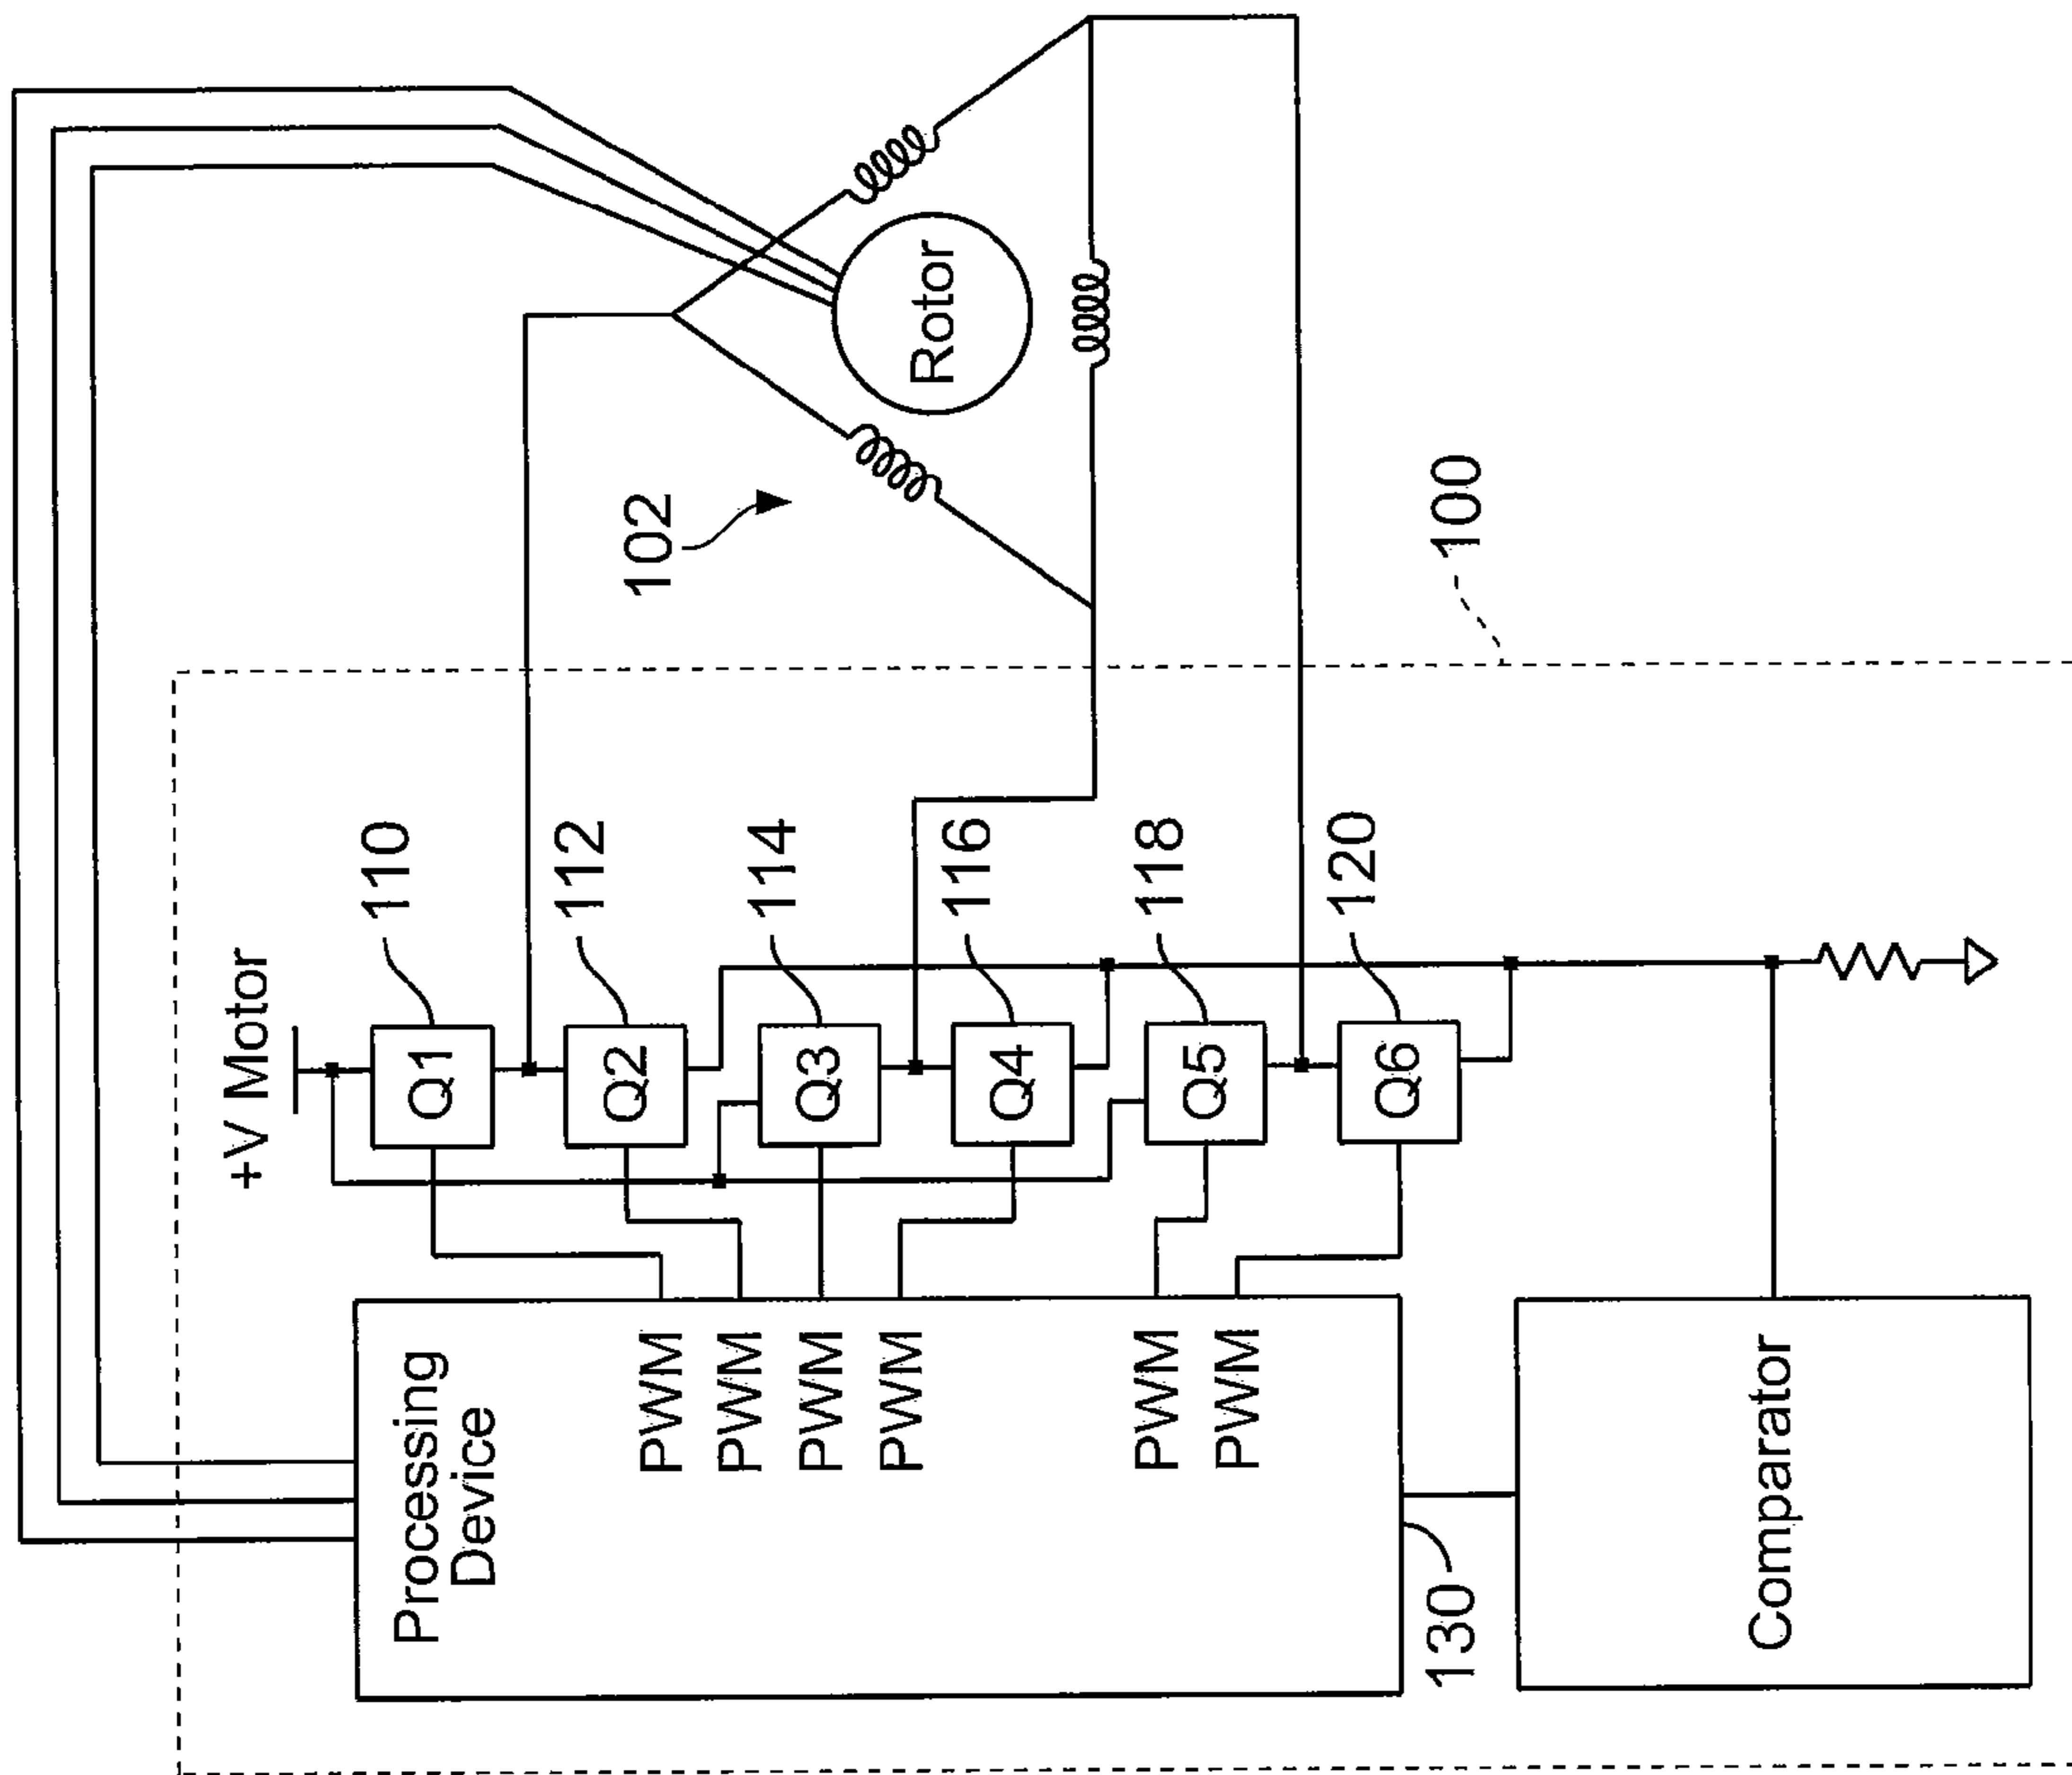 Processing
Device
PWM
PWM
PWM
PWM
PWM
PWM
130
Comparator
+V Motor
Q1
Q2
Q3
Q4
Q5
Q6
110
112
114
116
118
120
102
100
Rotor